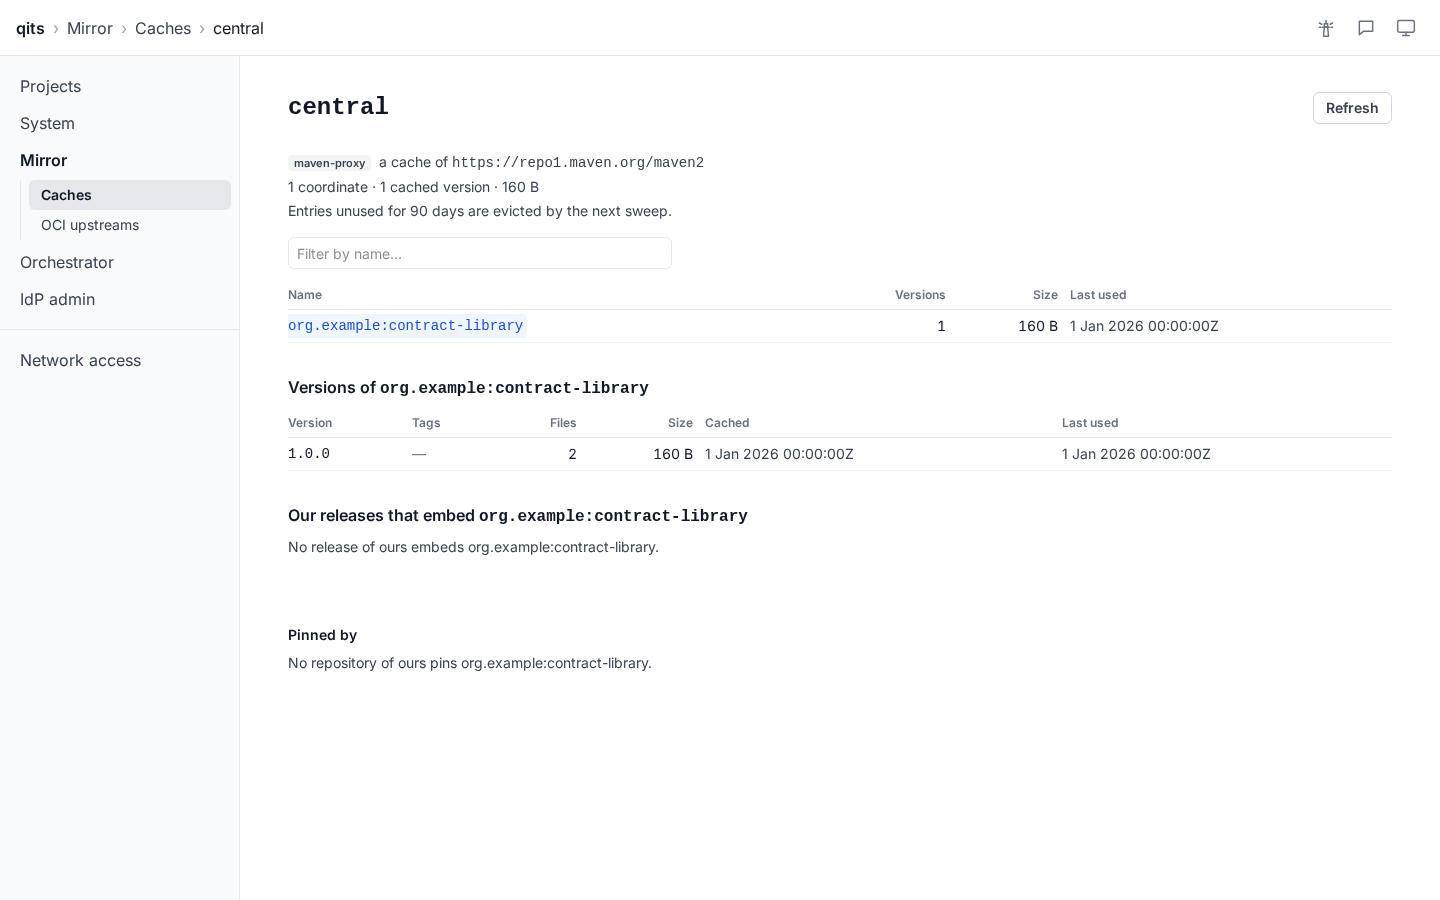 qits › Mirror › Caches › central
Projects
System
Mirror
Caches
OCI upstreams
Orchestrator
IdP admin
Network access
central
Refresh
maven-proxy a cache of https://repo1.maven.org/maven2
1 coordinate · 1 cached version · 160 B
Entries unused for 90 days are evicted by the next sweep.
Filter by name...
Name Versions Size Last used
org.example:contract-library 1 160 B 1 Jan 2026 00:00:00Z
Versions of org.example:contract-library
Version Tags Files Size Cached Last used
1.0.0 — 2 160 B 1 Jan 2026 00:00:00Z 1 Jan 2026 00:00:00Z
Our releases that embed org.example:contract-library
No release of ours embeds org.example:contract-library.
Pinned by
No repository of ours pins org.example:contract-library.